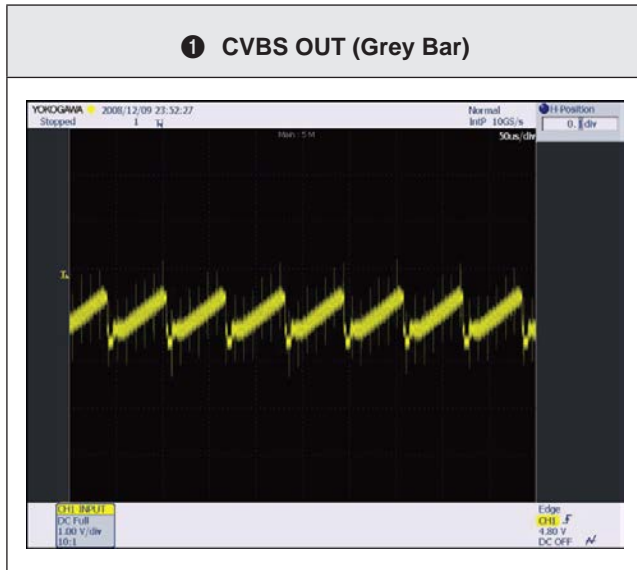 ❶ CVBS OUT (Grey Bar)
YOKOGAWA 2008/12/09 23:52:27
Normal
H Position
Stopped 1
IntP 10GS/s
0. div
Main : 5 M
50us/div
CH1 INPUT
DC Full
1.00 V/div
10:1
Edge
CH1
4.80 V
DC OFF